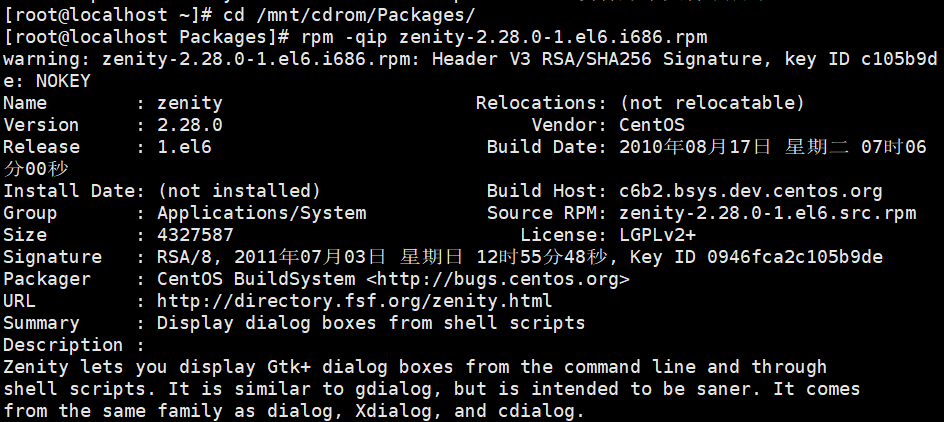 [root@localhost ~]# cd /mnt/cdrom/Packages/
[root@localhost Packages]# rpm -qip zenity-2.28.0-1.el6.i686.rpm
warning: zenity-2.28.0-1.el6.i686.rpm: Header V3 RSA/SHA256 Signature, key ID c105b9d
e: NOKEY
Name        : zenity                       Relocations: (not relocatable)
Version     : 2.28.0                            Vendor: CentOS
Release     : 1.el6                         Build Date: 2010年08月17日 星期二 07时06
分00秒
Install Date: (not installed)               Build Host: c6b2.bsys.dev.centos.org
Group       : Applications/System           Source RPM: zenity-2.28.0-1.el6.src.rpm
Size        : 4327587                          License: LGPLv2+
Signature   : RSA/8, 2011年07月03日 星期日 12时55分48秒, Key ID 0946fca2c105b9de
Packager    : CentOS BuildSystem <http://bugs.centos.org>
URL         : http://directory.fsf.org/zenity.html
Summary     : Display dialog boxes from shell scripts
Description :
Zenity lets you display Gtk+ dialog boxes from the command line and through
shell scripts. It is similar to gdialog, but is intended to be saner. It comes
from the same family as dialog, Xdialog, and cdialog.